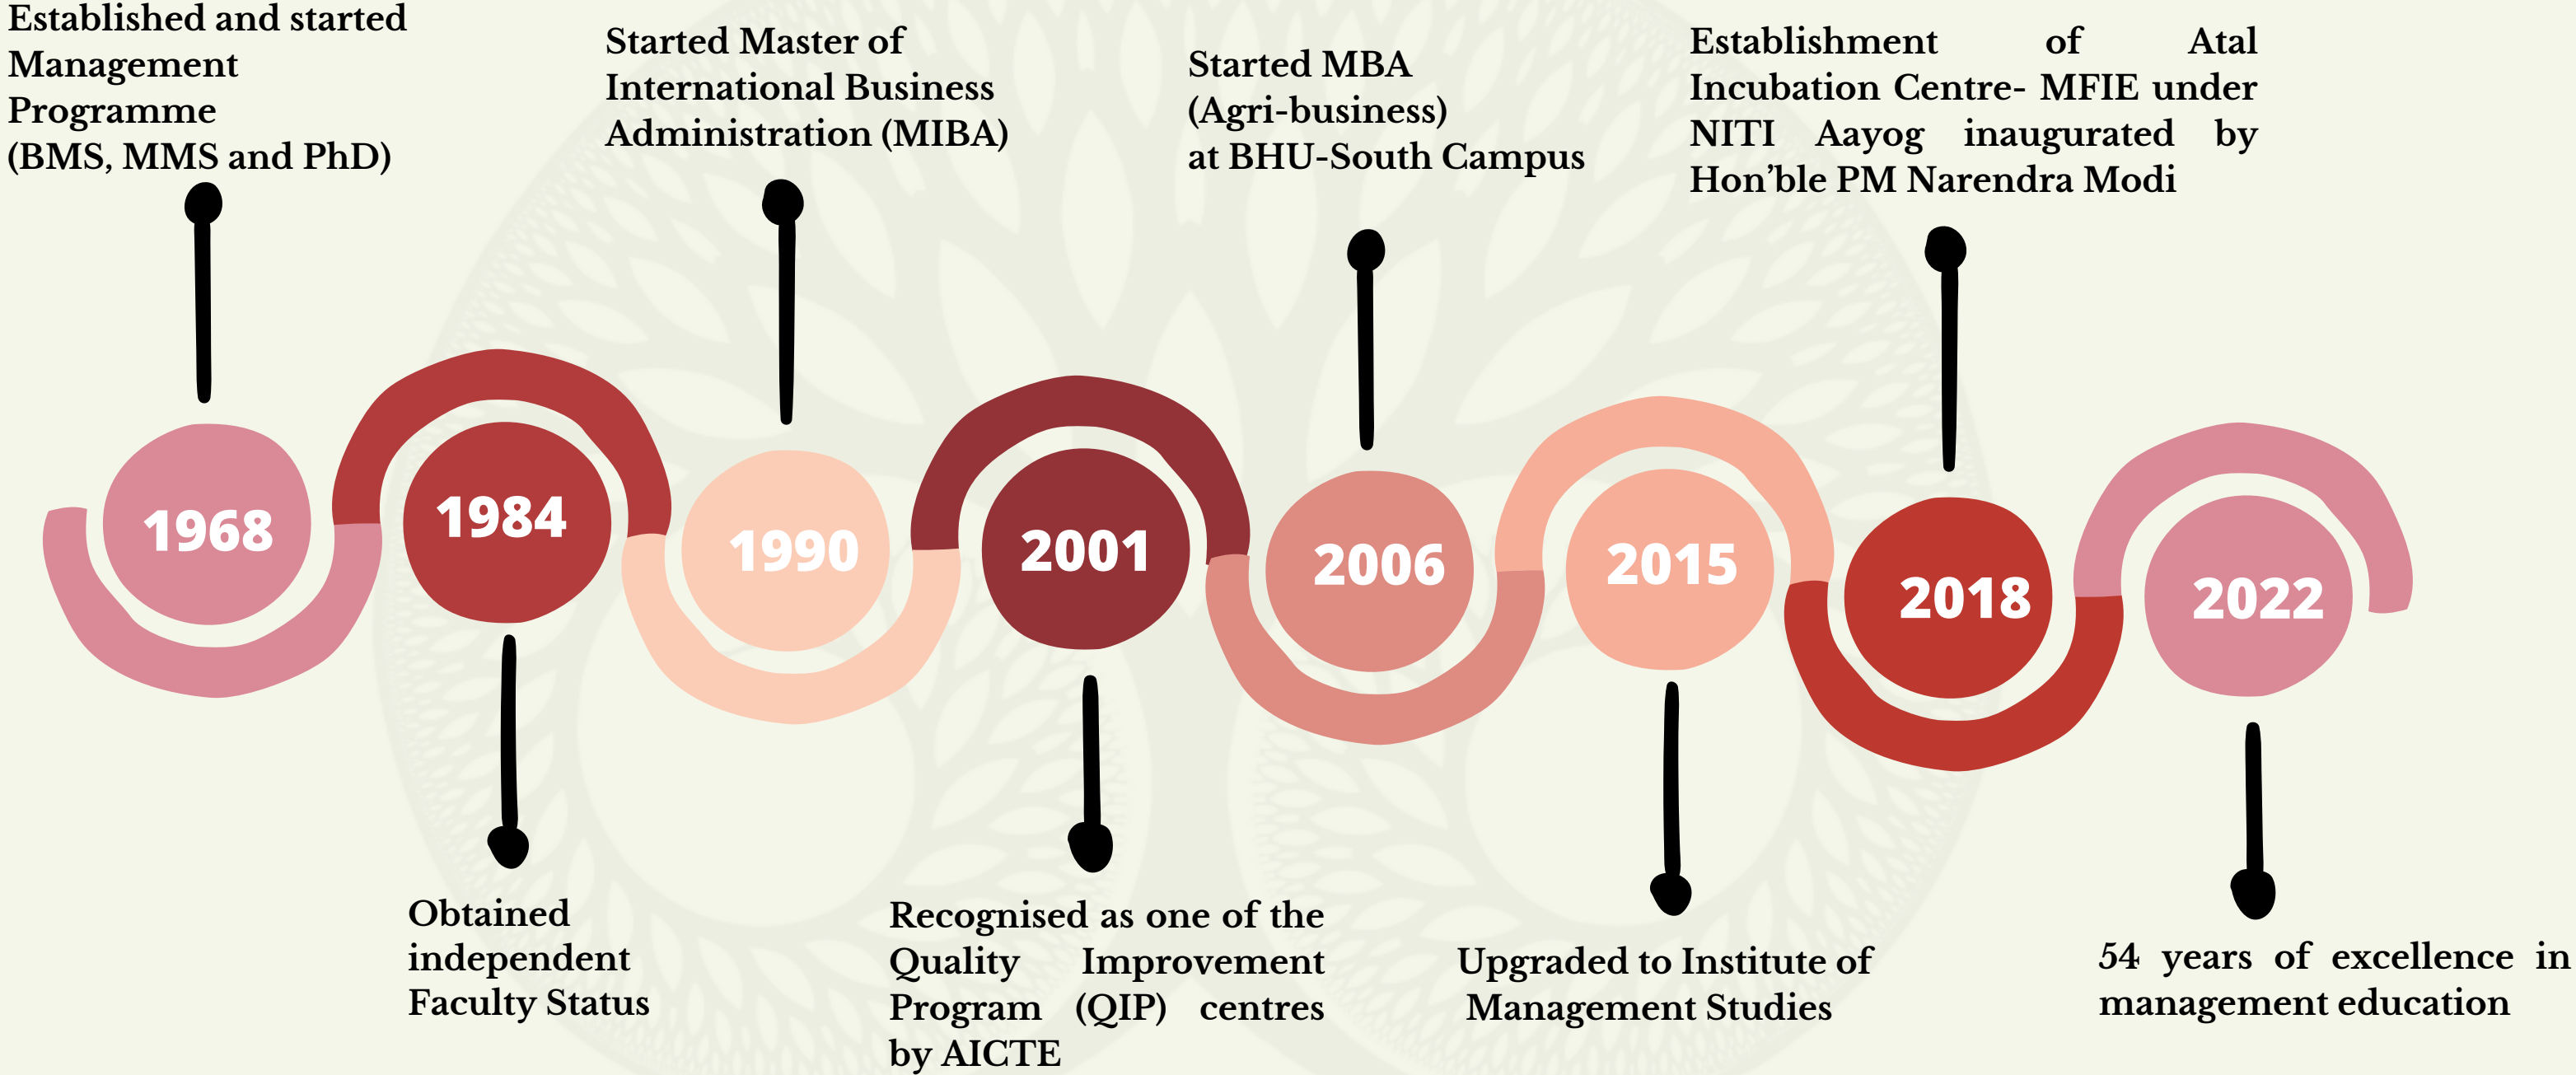 Established and started
Management
Programme
(BMS, MMS and PhD)
Started Master of
International Business
Administration (MIBA)
Started MBA
(Agri-business)
at BHU-South Campus
Establishment of Atal
Incubation Centre- MFIE under
NITI Aayog inaugurated by
Hon’ble PM Narendra Modi
1968
1984
1990
2001
2006
2015
2018
2022
Obtained
independent
Faculty Status
Recognised as one of the
Quality Improvement
Program (QIP) centres
by AICTE
Upgraded to Institute of
Management Studies
54 years of excellence in
management education